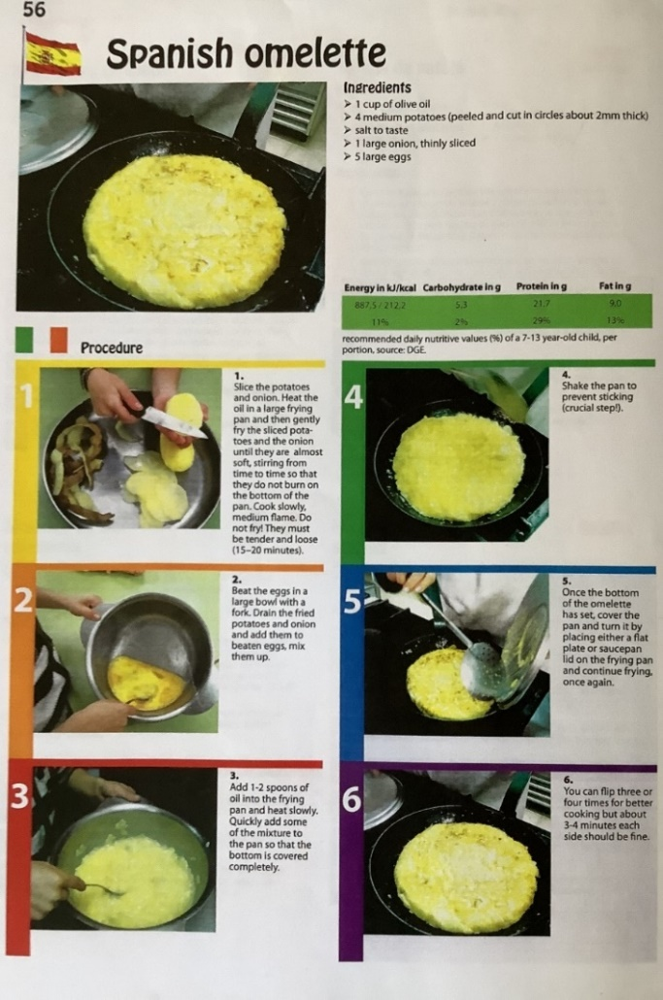 56
Spanish omelette
Ingredients
➢ 1 cup of olive oil
➢ 4 medium potatoes (peeled and cut in circles about 2mm thick)
➢ salt to taste
➢ 1 large onion, thinly sliced
➢ 5 large eggs
Energy in kJ/kcal Carbohydrate in g Protein in g Fat in g
887,5 / 212,2 5,3 21,7 9,0
11% 2% 29% 13%
recommended daily nutritive values (%) of a 7-13 year-old child, per
portion, source: DGE.
Procedure
1
1.
Slice the potatoes
and onion. Heat the
oil in a large frying
pan and then gently
fry the sliced pota-
toes and the onion
until they are almost
soft, stirring from
time to time so that
they do not burn on
the bottom of the
pan. Cook slowly,
medium flame. Do
not fry! They must
be tender and loose
(15–20 minutes).
2
2.
Beat the eggs in a
large bowl with a
fork. Drain the fried
potatoes and onion
and add them to
beaten eggs, mix
them up.
3
3.
Add 1-2 spoons of
oil into the frying
pan and heat slowly.
Quickly add some
of the mixture to
the pan so that the
bottom is covered
completely.
4
4.
Shake the pan to
prevent sticking
(crucial step!).
5
5.
Once the bottom
of the omelette
has set, cover the
pan and turn it by
placing either a flat
plate or saucepan
lid on the frying pan
and continue frying,
once again.
6
6.
You can flip three or
four times for better
cooking but about
3-4 minutes each
side should be fine.